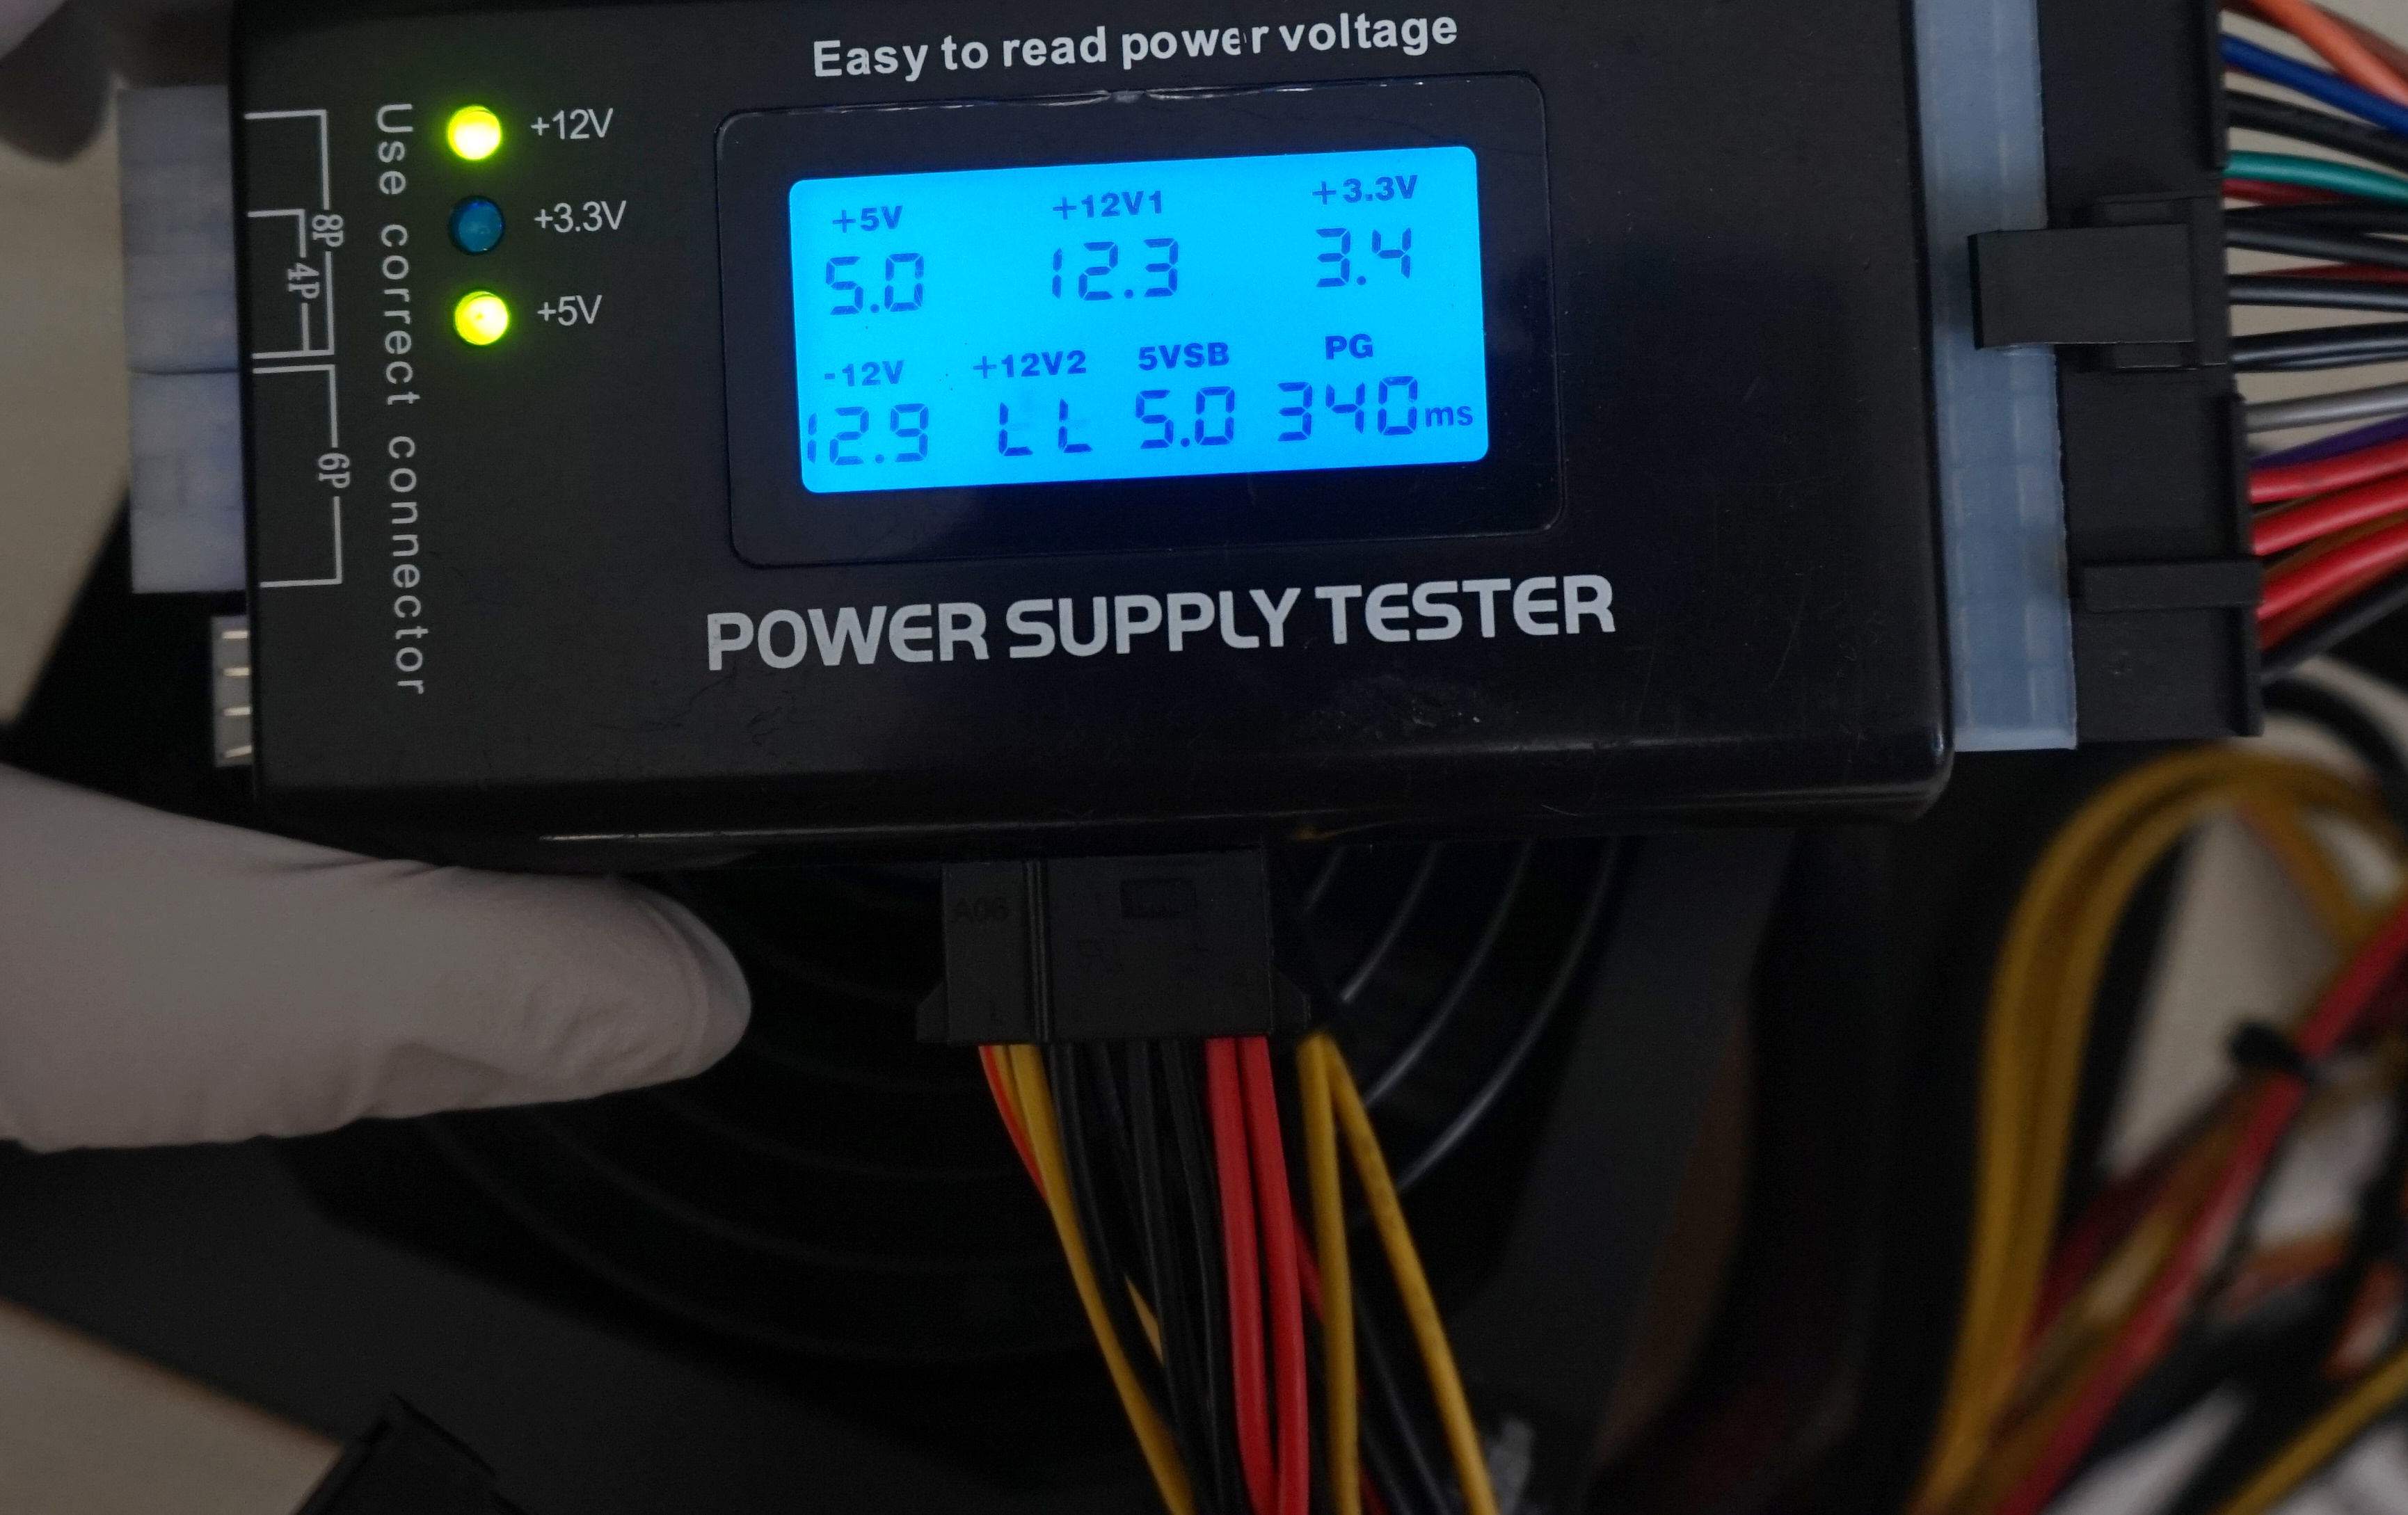 Easy to read power voltage
+12V
+3.3V
+5V
8P
4P
6P
Use correct connector
+5V +12V1 +3.3V
5.0 12.3 3.4
-12V +12V2 5VSB PG
12.9 LL 5.0 340ms
POWER SUPPLY TESTER
A06